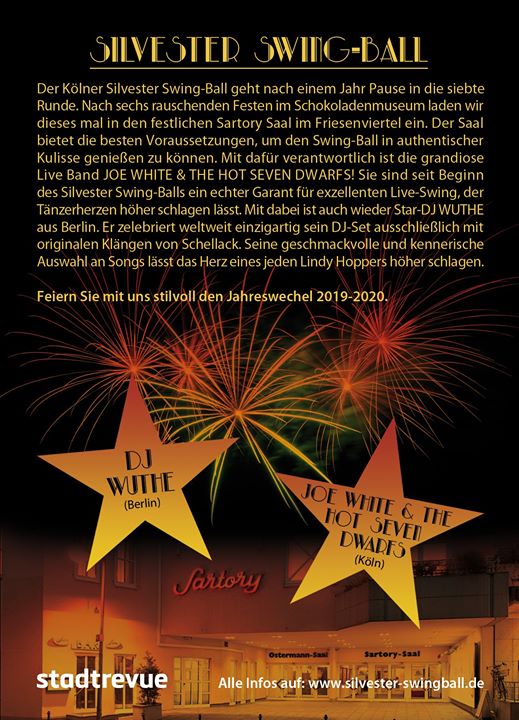 SILVESTER SWING-BALL
Der Kölner Silvester Swing-Ball geht nach einem Jahr Pause in die siebte
Runde. Nach sechs rauschenden Festen im Schokoladenmuseum laden wir
dieses mal in den festlichen Sartory Saal im Friesenviertel ein. Der Saal
bietet die besten Voraussetzungen, um den Swing-Ball in authentischer
Kulisse genießen zu können. Mit dafür verantwortlich ist die grandiose
Live Band JOE WHITE & THE HOT SEVEN DWARFS! Sie sind seit Beginn
des Silvester Swing-Balls ein echter Garant für exzellenten Live-Swing, der
Tänzerherzen höher schlagen lässt. Mit dabei ist auch wieder Star-DJ WUTHE
aus Berlin. Er zelebriert weltweit einzigartig sein DJ-Set ausschließlich mit
originalen Klängen von Schellack. Seine geschmackvolle und kennerische
Auswahl an Songs lässt das Herz eines jeden Lindy Hoppers höher schlagen.
Feiern Sie mit uns stilvoll den Jahreswechel 2019-2020.
DJ
WUTHE
(Berlin)
JOE WHITE & THE
HOT SEVEN
DWARFS
(Köln)
Sartory
Ostermann-Saal
Sartory-Saal
stadtrevue
Alle Infos auf: www.silvester-swingball.de